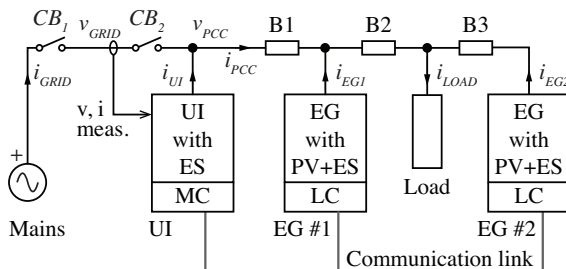 CB1 vGRID CB2 vPCC B1 B2 B3
iGRID iUI iPCC iEG1 iLOAD iEG2
v, i
meas.
UI
with
ES
MC
UI
EG
with
PV+ES
LC
EG #1
Load
EG
with
PV+ES
LC
EG #2
+
Mains
Communication link